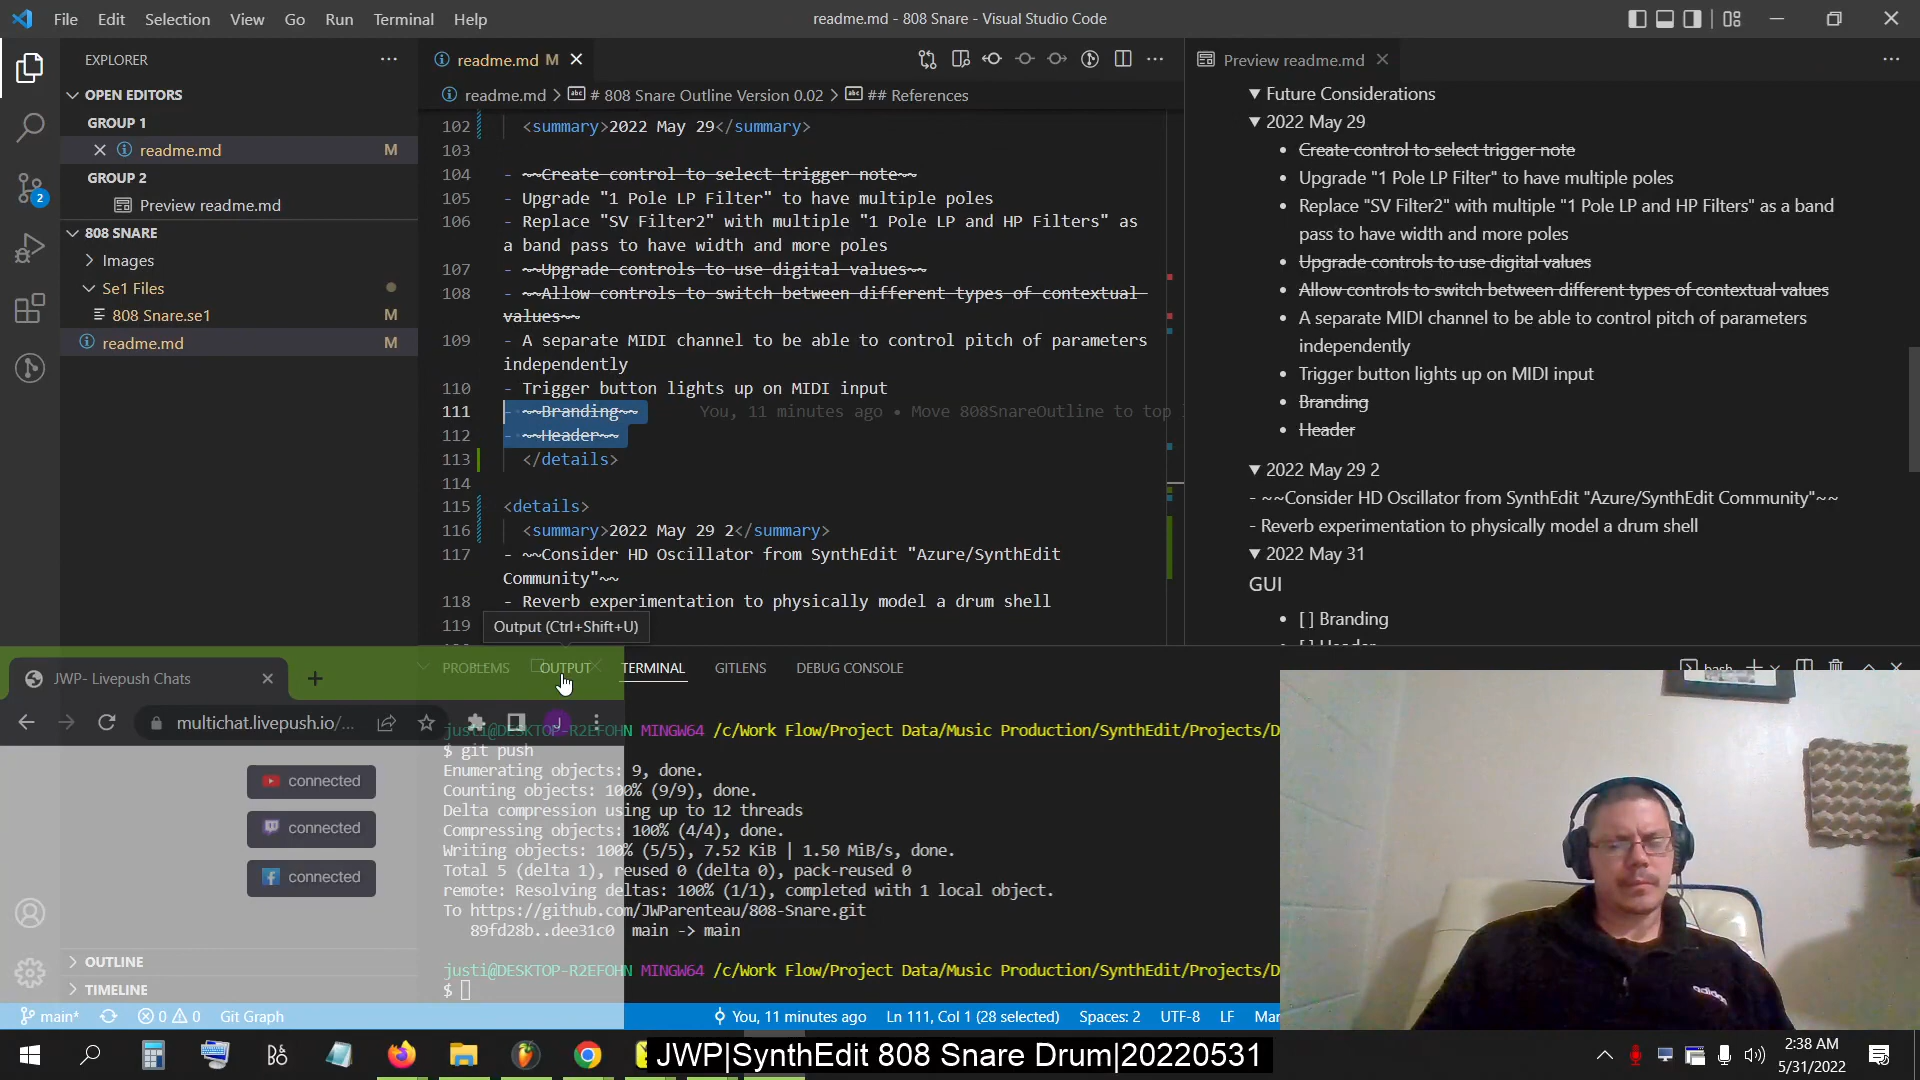 File Edit Selection View Go Run Terminal Help
readme.md - 808 Snare - Visual Studio Code
EXPLORER
OPEN EDITORS
GROUP 1
readme.md M
GROUP 2
Preview readme.md
808 SNARE
Images
Se1 Files
808 Snare.se1 M
readme.md M
2
readme.md M
readme.md > # 808 Snare Outline Version 0.02 > ## References
102 <summary>2022 May 29</summary>
103
104 - ~~Create control to select trigger note~~
105 - Upgrade "1 Pole LP Filter" to have multiple poles
106 - Replace "SV Filter2" with multiple "1 Pole LP and HP Filters" as
a band pass to have width and more poles
107 - ~~Upgrade controls to use digital values~~
108 - ~~Allow controls to switch between different types of contextual
values~~
109 - A separate MIDI channel to be able to control pitch of parameters
independently
110 - Trigger button lights up on MIDI input
111 - ~~Branding~~ You, 11 minutes ago • Move 808SnareOutline to top
112 - ~~Header~~
113 </details>
114
115 <details>
116 <summary>2022 May 29 2</summary>
117 - ~~Consider HD Oscillator from SynthEdit "Azure/SynthEdit
Community"~~
118 - Reverb experimentation to physically model a drum shell
119
Output (Ctrl+Shift+U)
Preview readme.md
Future Considerations
2022 May 29
• Create control to select trigger note
• Upgrade "1 Pole LP Filter" to have multiple poles
• Replace "SV Filter2" with multiple "1 Pole LP and HP Filters" as a band
pass to have width and more poles
• Upgrade controls to use digital values
• Allow controls to switch between different types of contextual values
• A separate MIDI channel to be able to control pitch of parameters
independently
• Trigger button lights up on MIDI input
• Branding
• Header
2022 May 29 2
- ~~Consider HD Oscillator from SynthEdit "Azure/SynthEdit Community"~~
- Reverb experimentation to physically model a drum shell
2022 May 31
GUI
• [ ] Branding
PROBLEMS OUTPUT TERMINAL GITLENS DEBUG CONSOLE
bash
JWP- Livepush Chats
multichat.livepush.io/...
J
connected
connected
connected
justi@DESKTOP-R2EFOHN MINGW64 /c/Work Flow/Project Data/Music Production/SynthEdit/Projects/D
$ git push
Enumerating objects: 9, done.
Counting objects: 100% (9/9), done.
Delta compression using up to 12 threads
Compressing objects: 100% (4/4), done.
Writing objects: 100% (5/5), 7.52 KiB | 1.50 MiB/s, done.
Total 5 (delta 1), reused 0 (delta 0), pack-reused 0
remote: Resolving deltas: 100% (1/1), completed with 1 local object.
To https://github.com/JWParenteau/808-Snare.git
89fd28b..dee31c0 main -> main
justi@DESKTOP-R2EFOHN MINGW64 /c/Work Flow/Project Data/Music Production/SynthEdit/Projects/D
$
OUTLINE
TIMELINE
adidas
main* 0 0 Git Graph
You, 11 minutes ago Ln 111, Col 1 (28 selected) Spaces: 2 UTF-8 LF Mar
JWP|SynthEdit 808 Snare Drum|20220531
2:38 AM
5/31/2022